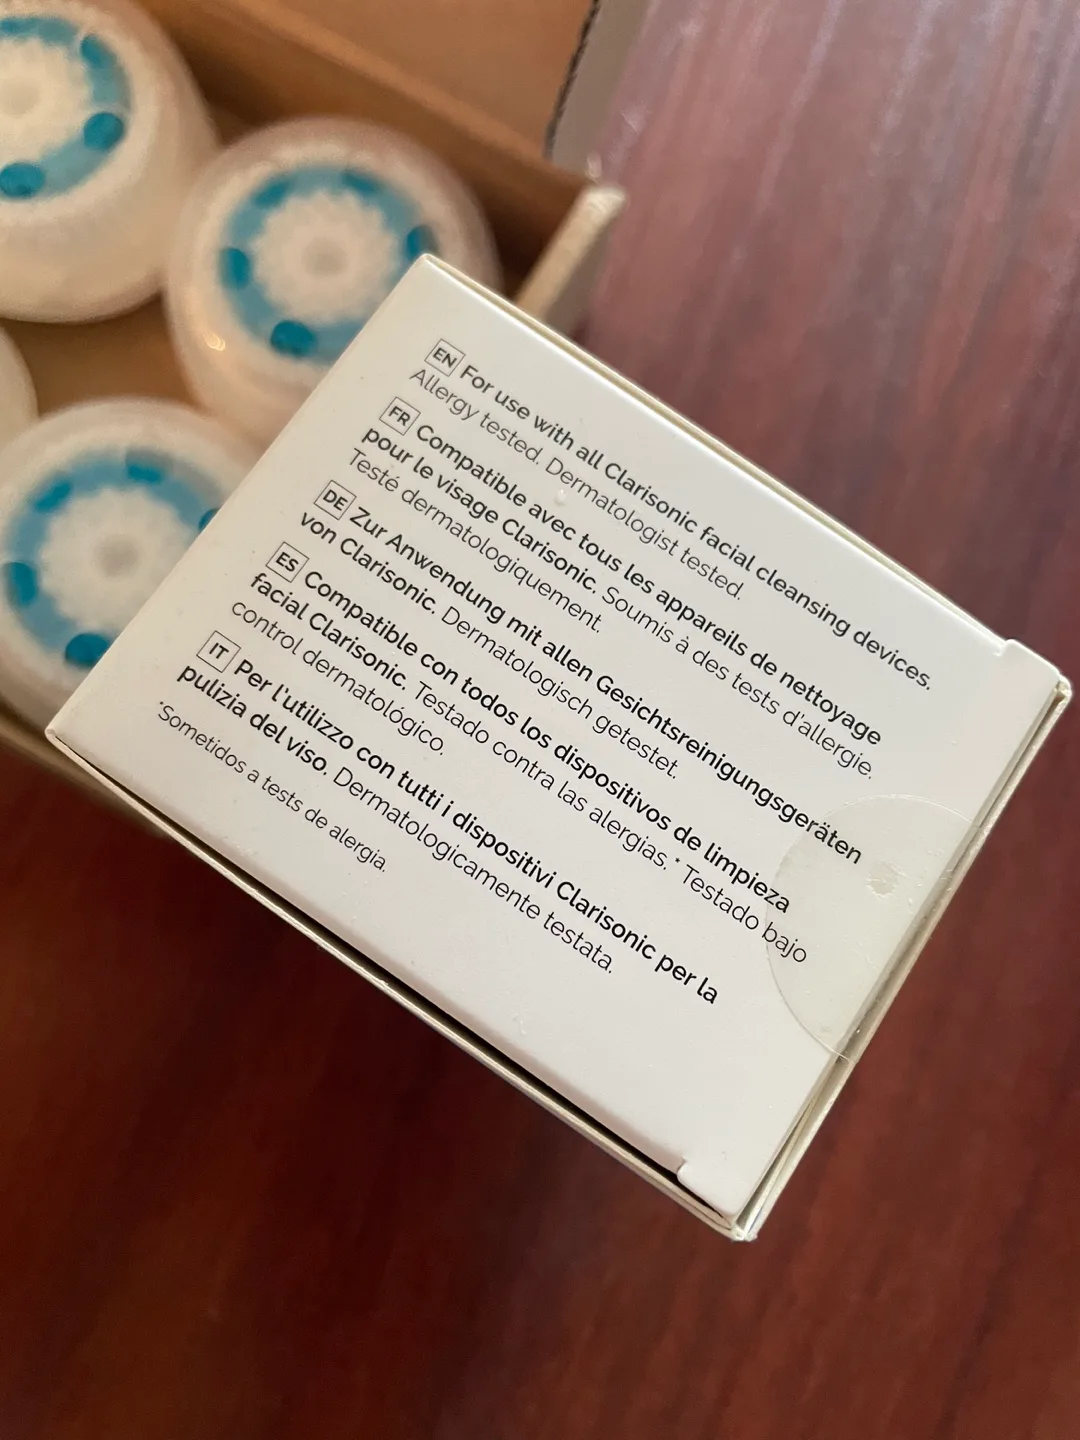 EN For use with all Clarisonic facial cleansing devices.
Allergy tested. Dermatologist tested.
FR Compatible avec tous les appareils de nettoyage
pour le visage Clarisonic. Soumis à des tests d'allergie.
Testé dermatologiquement.
DE Zur Anwendung mit allen Gesichtsreinigungsgeräten
von Clarisonic. Dermatologisch getestet.
ES Compatible con todos los dispositivos de limpieza
facial Clarisonic. Testado contra las alergias. * Testado bajo
control dermatológico.
IT Per l'utilizzo con tutti i dispositivi Clarisonic per la
pulizia del viso. Dermatologicamente testata.
*Sometidos a tests de alergia.